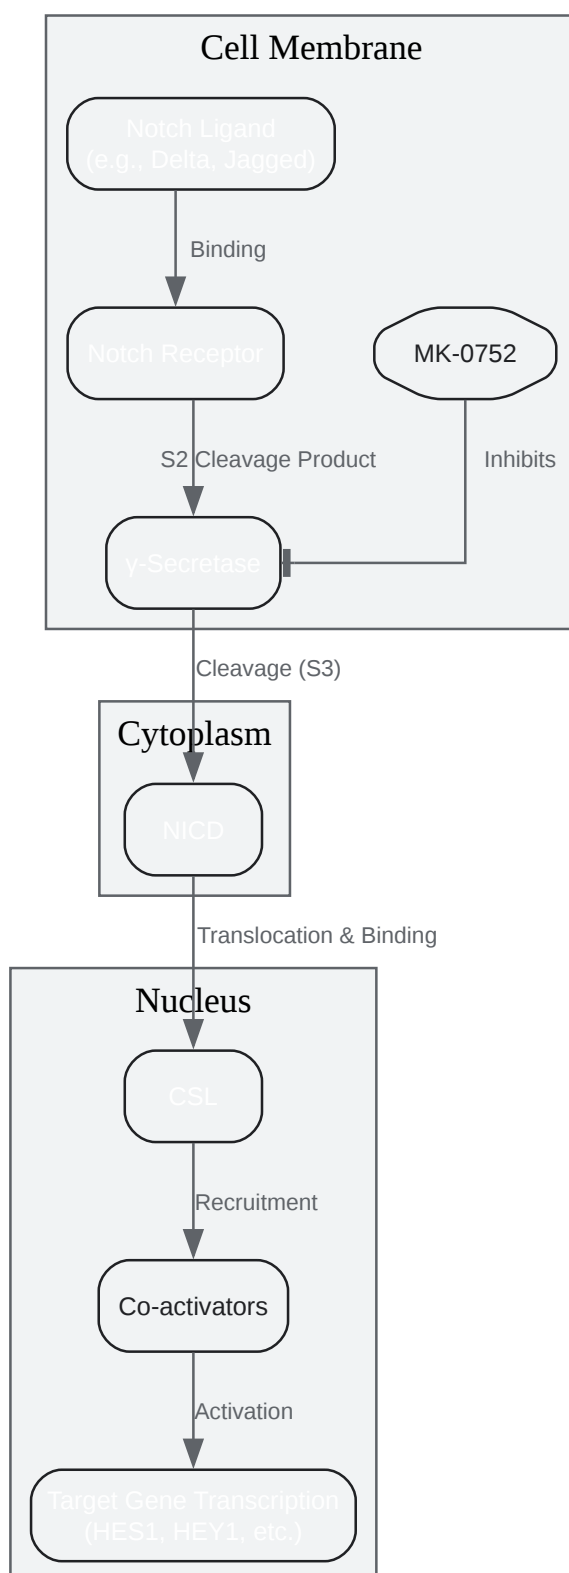 Cell Membrane
Notch Ligand
(e.g., Delta, Jagged)
Binding
Notch Receptor
MK-0752
S2 Cleavage Product
Inhibits
γ-Secretase
Cleavage (S3)
Cytoplasm
NICD
Translocation & Binding
Nucleus
CSL
Recruitment
Co-activators
Activation
Target Gene Transcription
(HES1, HEY1, etc.)